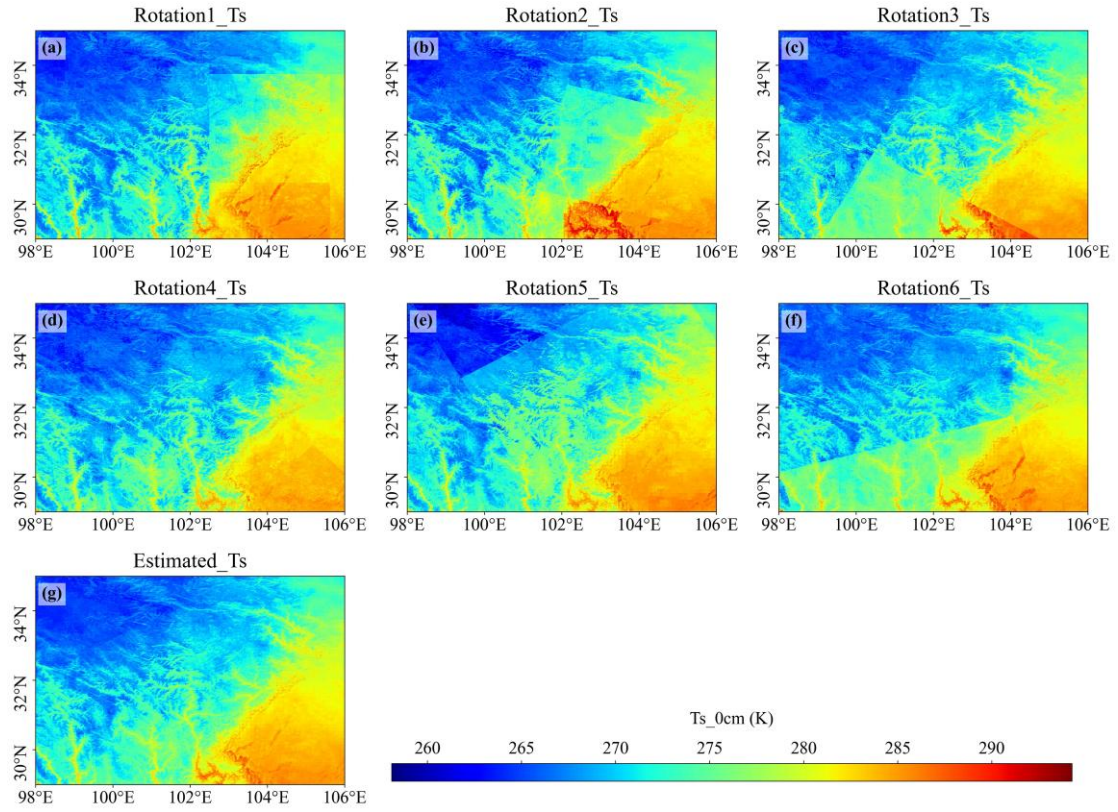 Rotation1_Ts Rotation2_Ts Rotation3_Ts
(a) (b) (c)
34°N 34°N 34°N
32°N 32°N 32°N
30°N 30°N 30°N
98°E 100°E 102°E 104°E 106°E 98°E 100°E 102°E 104°E 106°E 98°E 100°E 102°E 104°E 106°E
Rotation4_Ts Rotation5_Ts Rotation6_Ts
(d) (e) (f)
34°N 34°N 34°N
32°N 32°N 32°N
30°N 30°N 30°N
98°E 100°E 102°E 104°E 106°E 98°E 100°E 102°E 104°E 106°E 98°E 100°E 102°E 104°E 106°E
Estimated_Ts
(g)
34°N
32°N
30°N
98°E 100°E 102°E 104°E 106°E
Ts_0cm (K)
260 265 270 275 280 285 290